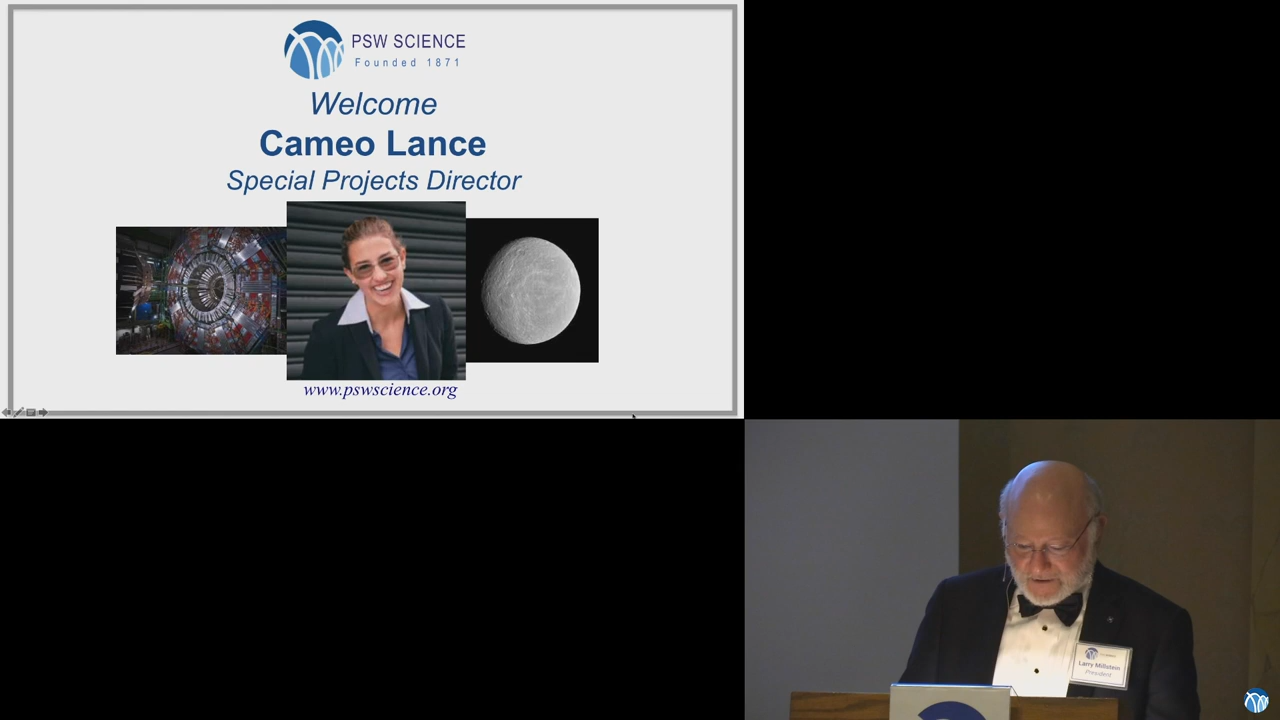 PSW SCIENCE
Founded 1871
Welcome
Cameo Lance
Special Projects Director
www.pswscience.org
Larry Millstein
President